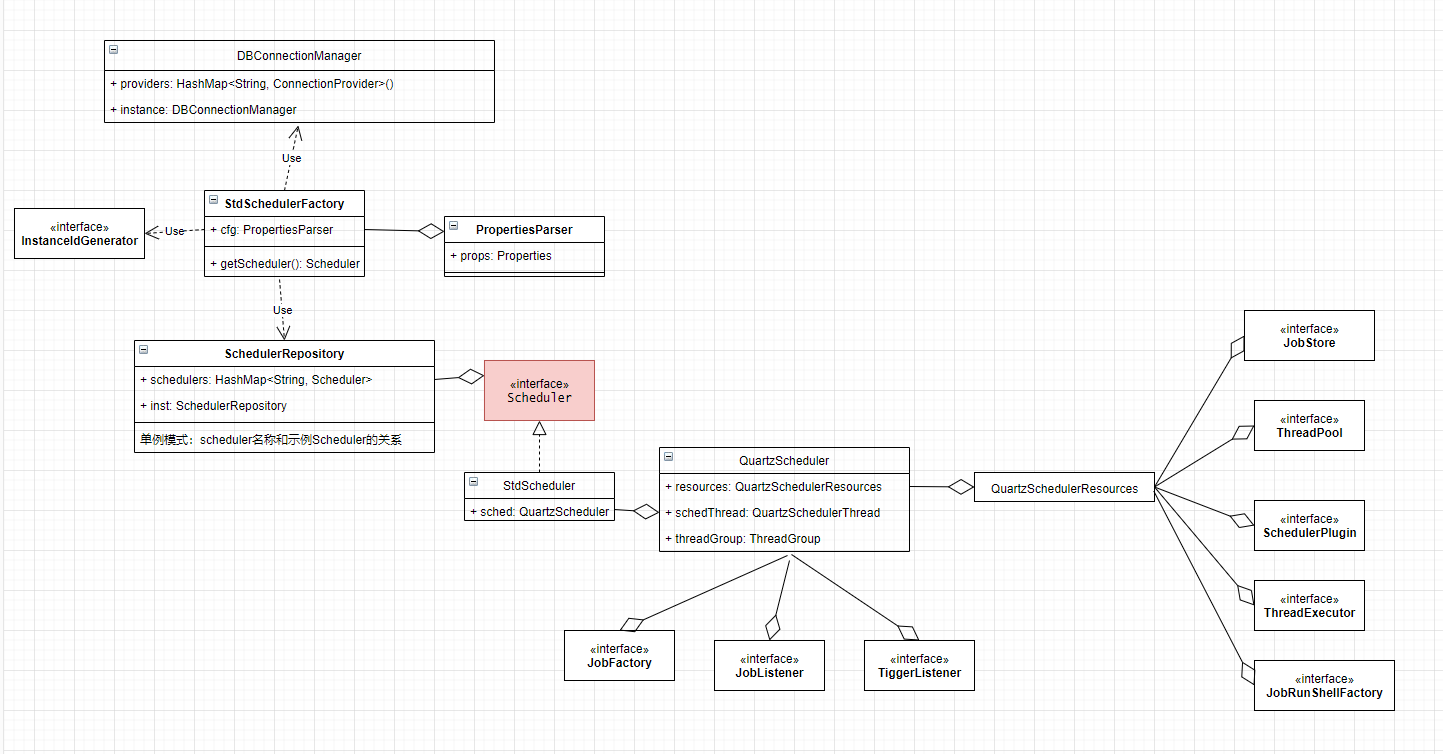 DBConnectionManager
+ providers: HashMap<String, ConnectionProvider>()
+ instance: DBConnectionManager
Use
StdSchedulerFactory
+ cfg: PropertiesParser
+ getScheduler(): Scheduler
«interface»
InstanceIdGenerator
Use
PropertiesParser
+ props: Properties
Use
SchedulerRepository
+ schedulers: HashMap<String, Scheduler>
+ inst: SchedulerRepository
单例模式：scheduler名称和示例Scheduler的关系
«interface»
Scheduler
StdScheduler
+ sched: QuartzScheduler
QuartzScheduler
+ resources: QuartzSchedulerResources
+ schedThread: QuartzSchedulerThread
+ threadGroup: ThreadGroup
QuartzSchedulerResources
«interface»
JobStore
«interface»
ThreadPool
«interface»
SchedulerPlugin
«interface»
ThreadExecutor
«interface»
JobRunShellFactory
«interface»
JobFactory
«interface»
JobListener
«interface»
TiggerListener